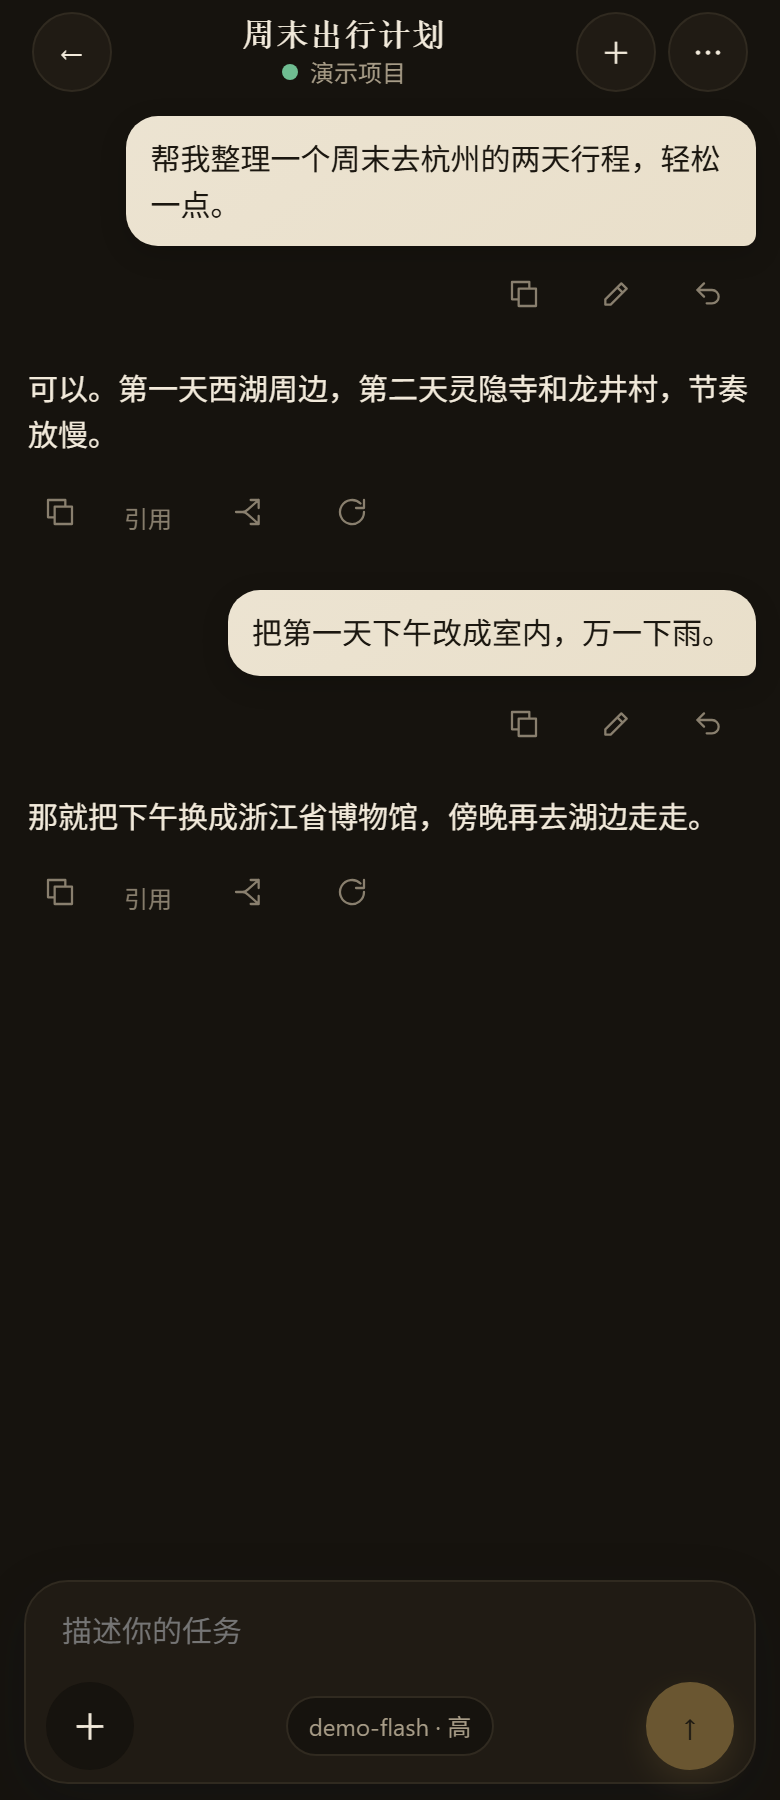 周末出行计划
演示项目
帮我整理一个周末去杭州的两天行程，轻松
一点。
可以。第一天西湖周边，第二天灵隐寺和龙井村，节奏
放慢。
引用
把第一天下午改成室内，万一下雨。
那就把下午换成浙江省博物馆，傍晚再去湖边走走。
引用
描述你的任务
demo-flash · 高